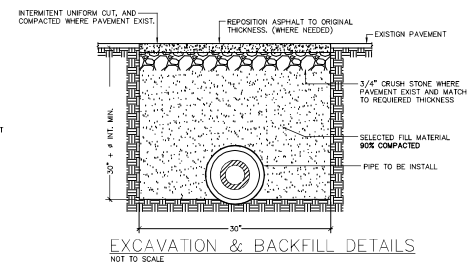 INTERMITENT UNIFORM CUT, AND
COMPACTED WHERE PAVEMENT EXIST.
REPOSITION ASPHALT TO ORIGINAL
THICKNESS. (WHERE NEEDED)
EXISTIGN PAVEMENT
3/4" CRUSH STONE WHERE
PAVEMENT EXIST AND MATCH
TO REQUIERED THICKNESS
T
30" + ø INT. MIN.
SELECTED FILL MATERIAL
90% COMPACTED
PIPE TO BE INSTALL
30"
EXCAVATION & BACKFILL DETAILS
NOT TO SCALE